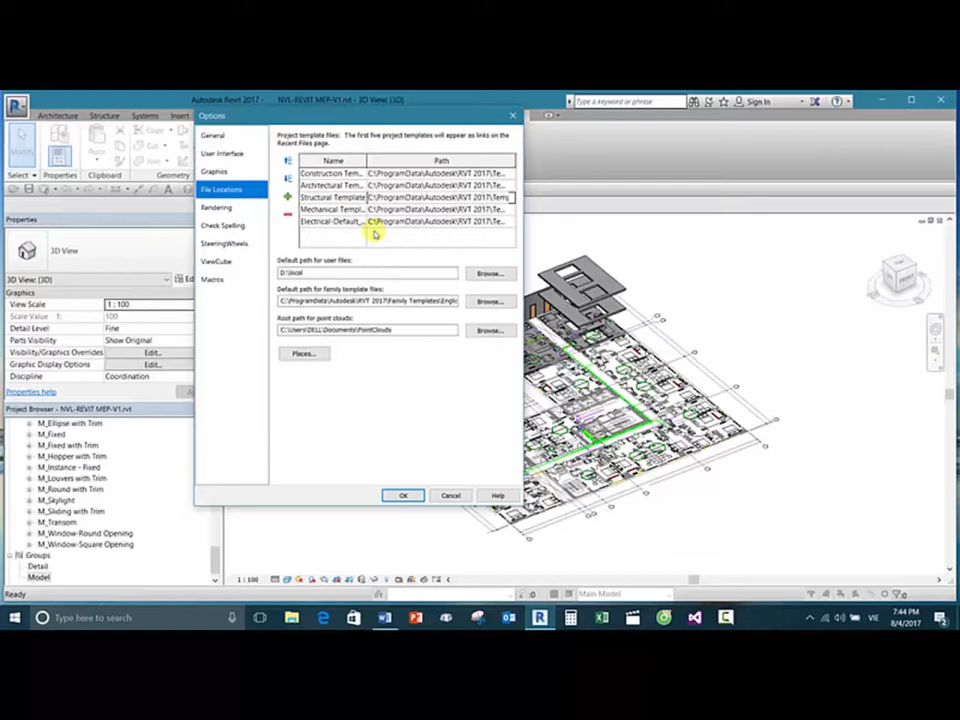 Autodesk Revit 2017 - NVL-REVIT MEP-V1.rvt - 3D View: {3D}
Type a keyword or phrase
Sign In
Architecture Structure Systems Insert
Modify
Paste
Cope
Select Properties Clipboard Geometry
Properties
3D View
3D View: {3D}
Graphics
View Scale 1 : 100
Scale Value 1: 100
Detail Level Fine
Parts Visibility Show Original
Visibility/Graphics Overrides Edit...
Graphic Display Options Edit...
Discipline Coordination
Properties help
Project Browser - NVL-REVIT MEP-V1.rvt
M_Ellipse with Trim
M_Fixed
M_Fixed with Trim
M_Hopper with Trim
M_Instance - Fixed
M_Louvers with Trim
M_Round with Trim
M_Skylight
M_Sliding with Trim
M_Transom
M_Window-Round Opening
M_Window-Square Opening
Groups
Detail
Model
Ready
Options
General
User Interface
Graphics
File Locations
Rendering
Check Spelling
SteeringWheels
ViewCube
Macros
Project template files: The first five project templates will appear as links on the
Recent Files page.
Name Path
Construction Tem... C:\ProgramData\Autodesk\RVT 2017\Te...
Architectural Tem... C:\ProgramData\Autodesk\RVT 2017\Te...
Structural Template C:\ProgramData\Autodesk\RVT 2017\Temp
Mechanical Templ... C:\ProgramData\Autodesk\RVT 2017\Te...
Electrical-Default_... C:\ProgramData\Autodesk\RVT 2017\Te...
Default path for user files:
D:\local Browse...
Default path for family template files:
C:\ProgramData\Autodesk\RVT 2017\Family Templates\Englis Browse...
Root path for point clouds:
C:\Users\DELL\Documents\PointClouds Browse...
Places...
OK Cancel Help
TOP
FRONT
1 : 100
:0
Main Model
:0
Type here to search
VIE
7:44 PM
8/4/2017